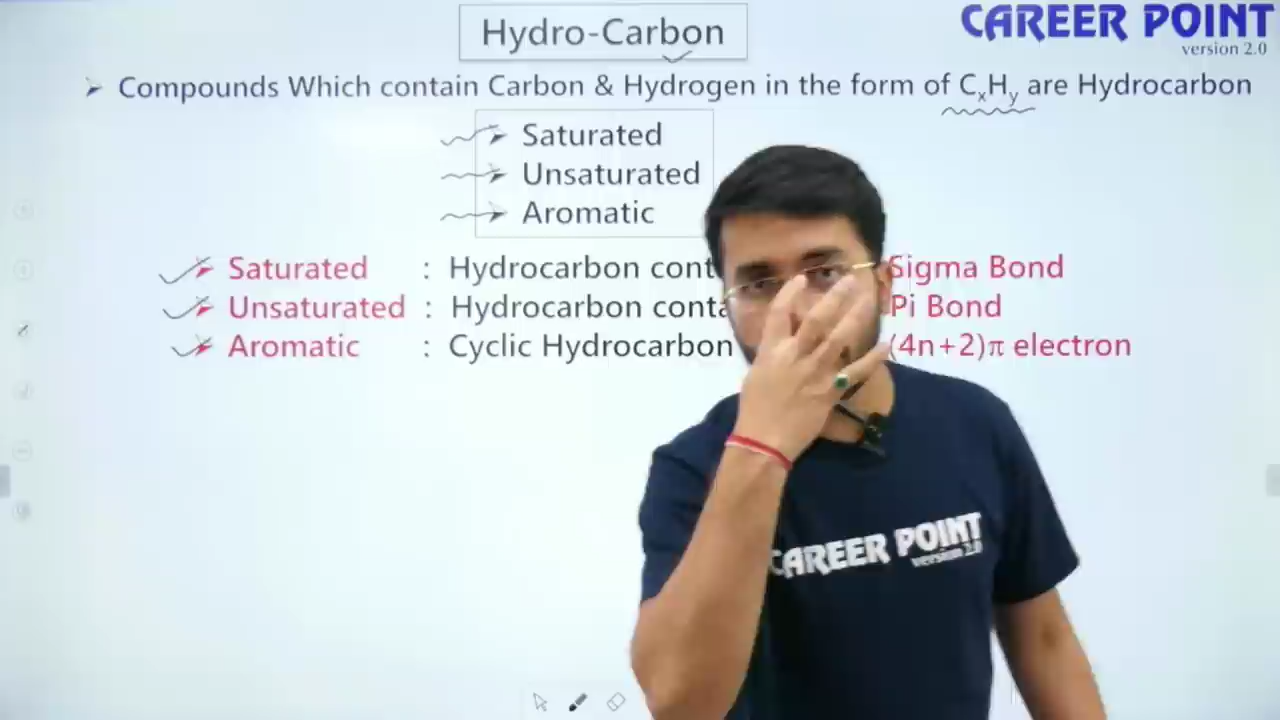 Hydro-Carbon
CAREER POINT
version 2.0
Compounds Which contain Carbon & Hydrogen in the form of CxHy are Hydrocarbon
Saturated
Unsaturated
Aromatic
Saturated : Hydrocarbon Sigma Bond
Unsaturated : Hydrocarbon Pi Bond
Aromatic : Cyclic Hydrocarbon (4n+2)π electron
CAREER POINT
version 2.0